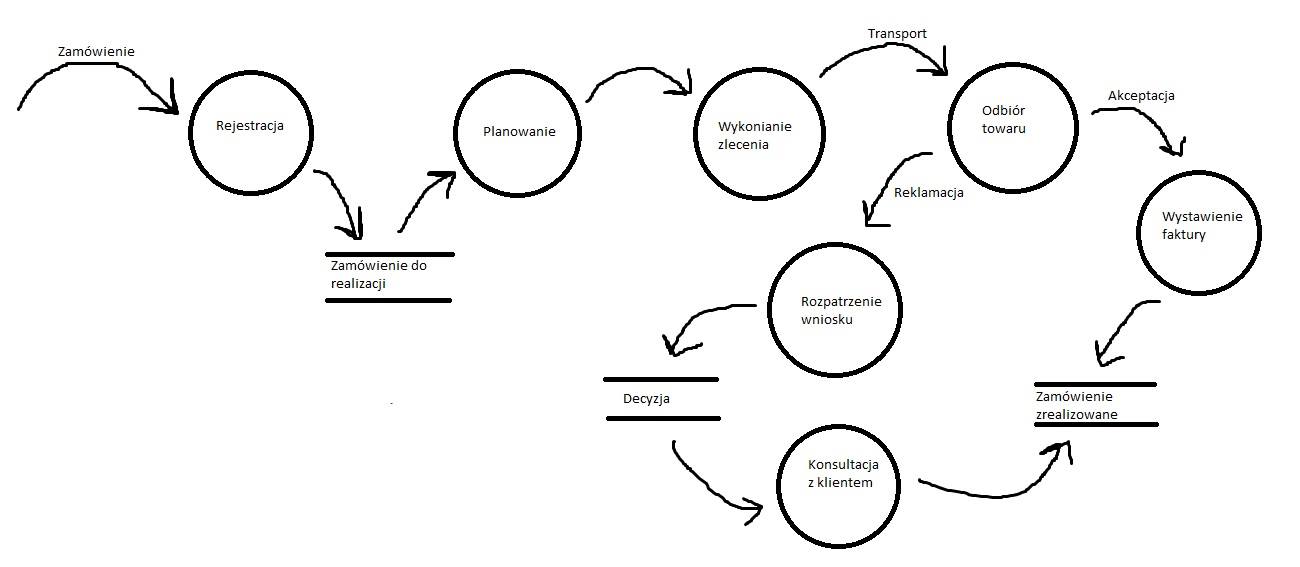 Zamówienie
Rejestracja
Zamówienie do
realizacji
Planowanie
Wykonianie
zlecenia
Transport
Odbiór
towaru
Akceptacja
Reklamacja
Wystawienie
faktury
Rozpatrzenie
wniosku
Decyzja
Konsultacja
z klientem
Zamówienie
zrealizowane